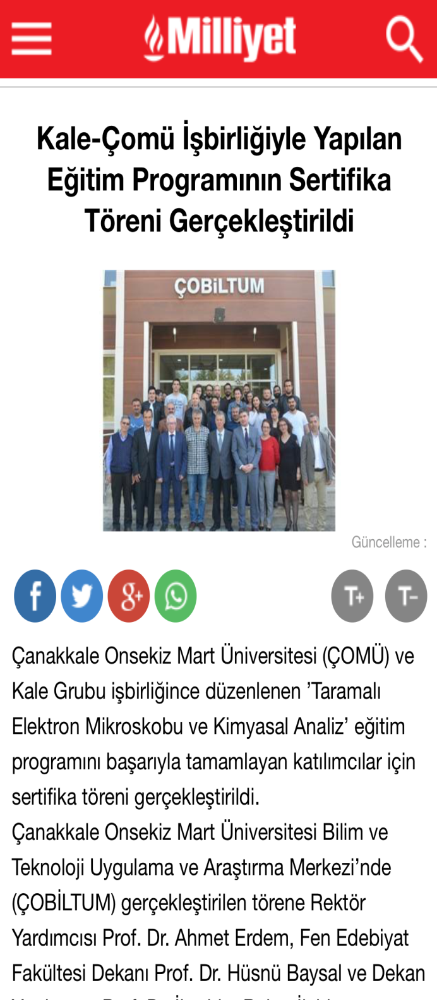 Milliyet
Kale-Çomü İşbirliğiyle Yapılan
Eğitim Programının Sertifika
Töreni Gerçekleştirildi
ÇOBiLTUM
Güncelleme :
f
g+
T+
T-
Çanakkale Onsekiz Mart Üniversitesi (ÇOMÜ) ve
Kale Grubu işbirliğince düzenlenen ’Taramalı
Elektron Mikroskobu ve Kimyasal Analiz’ eğitim
programını başarıyla tamamlayan katılımcılar için
sertifika töreni gerçekleştirildi.
Çanakkale Onsekiz Mart Üniversitesi Bilim ve
Teknoloji Uygulama ve Araştırma Merkezi’nde
(ÇOBİLTUM) gerçekleştirilen törene Rektör
Yardımcısı Prof. Dr. Ahmet Erdem, Fen Edebiyat
Fakültesi Dekanı Prof. Dr. Hüsnü Baysal ve Dekan